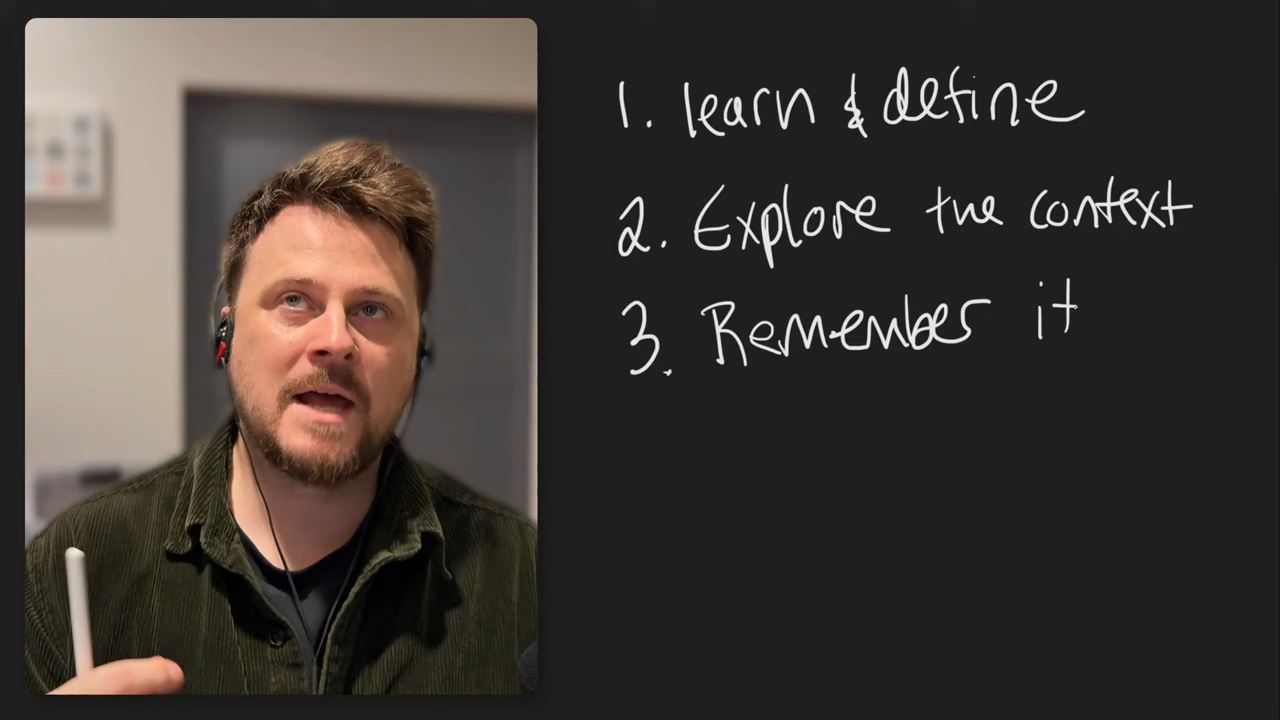 1. learn & define
2. Explore the context
3. Remember it